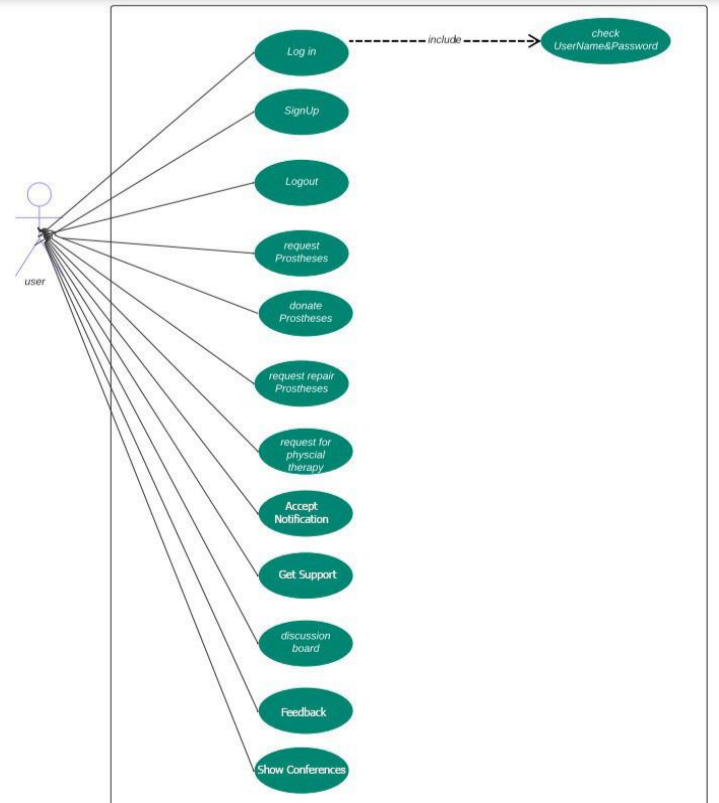 Log in
include
check
UserName&Password
SignUp
Logout
request
Prostheses
user
donate
Prostheses
request repair
Prostheses
request for
physcial
therapy
Accept
Notification
Get Support
discussion
board
Feedback
Show Conferences